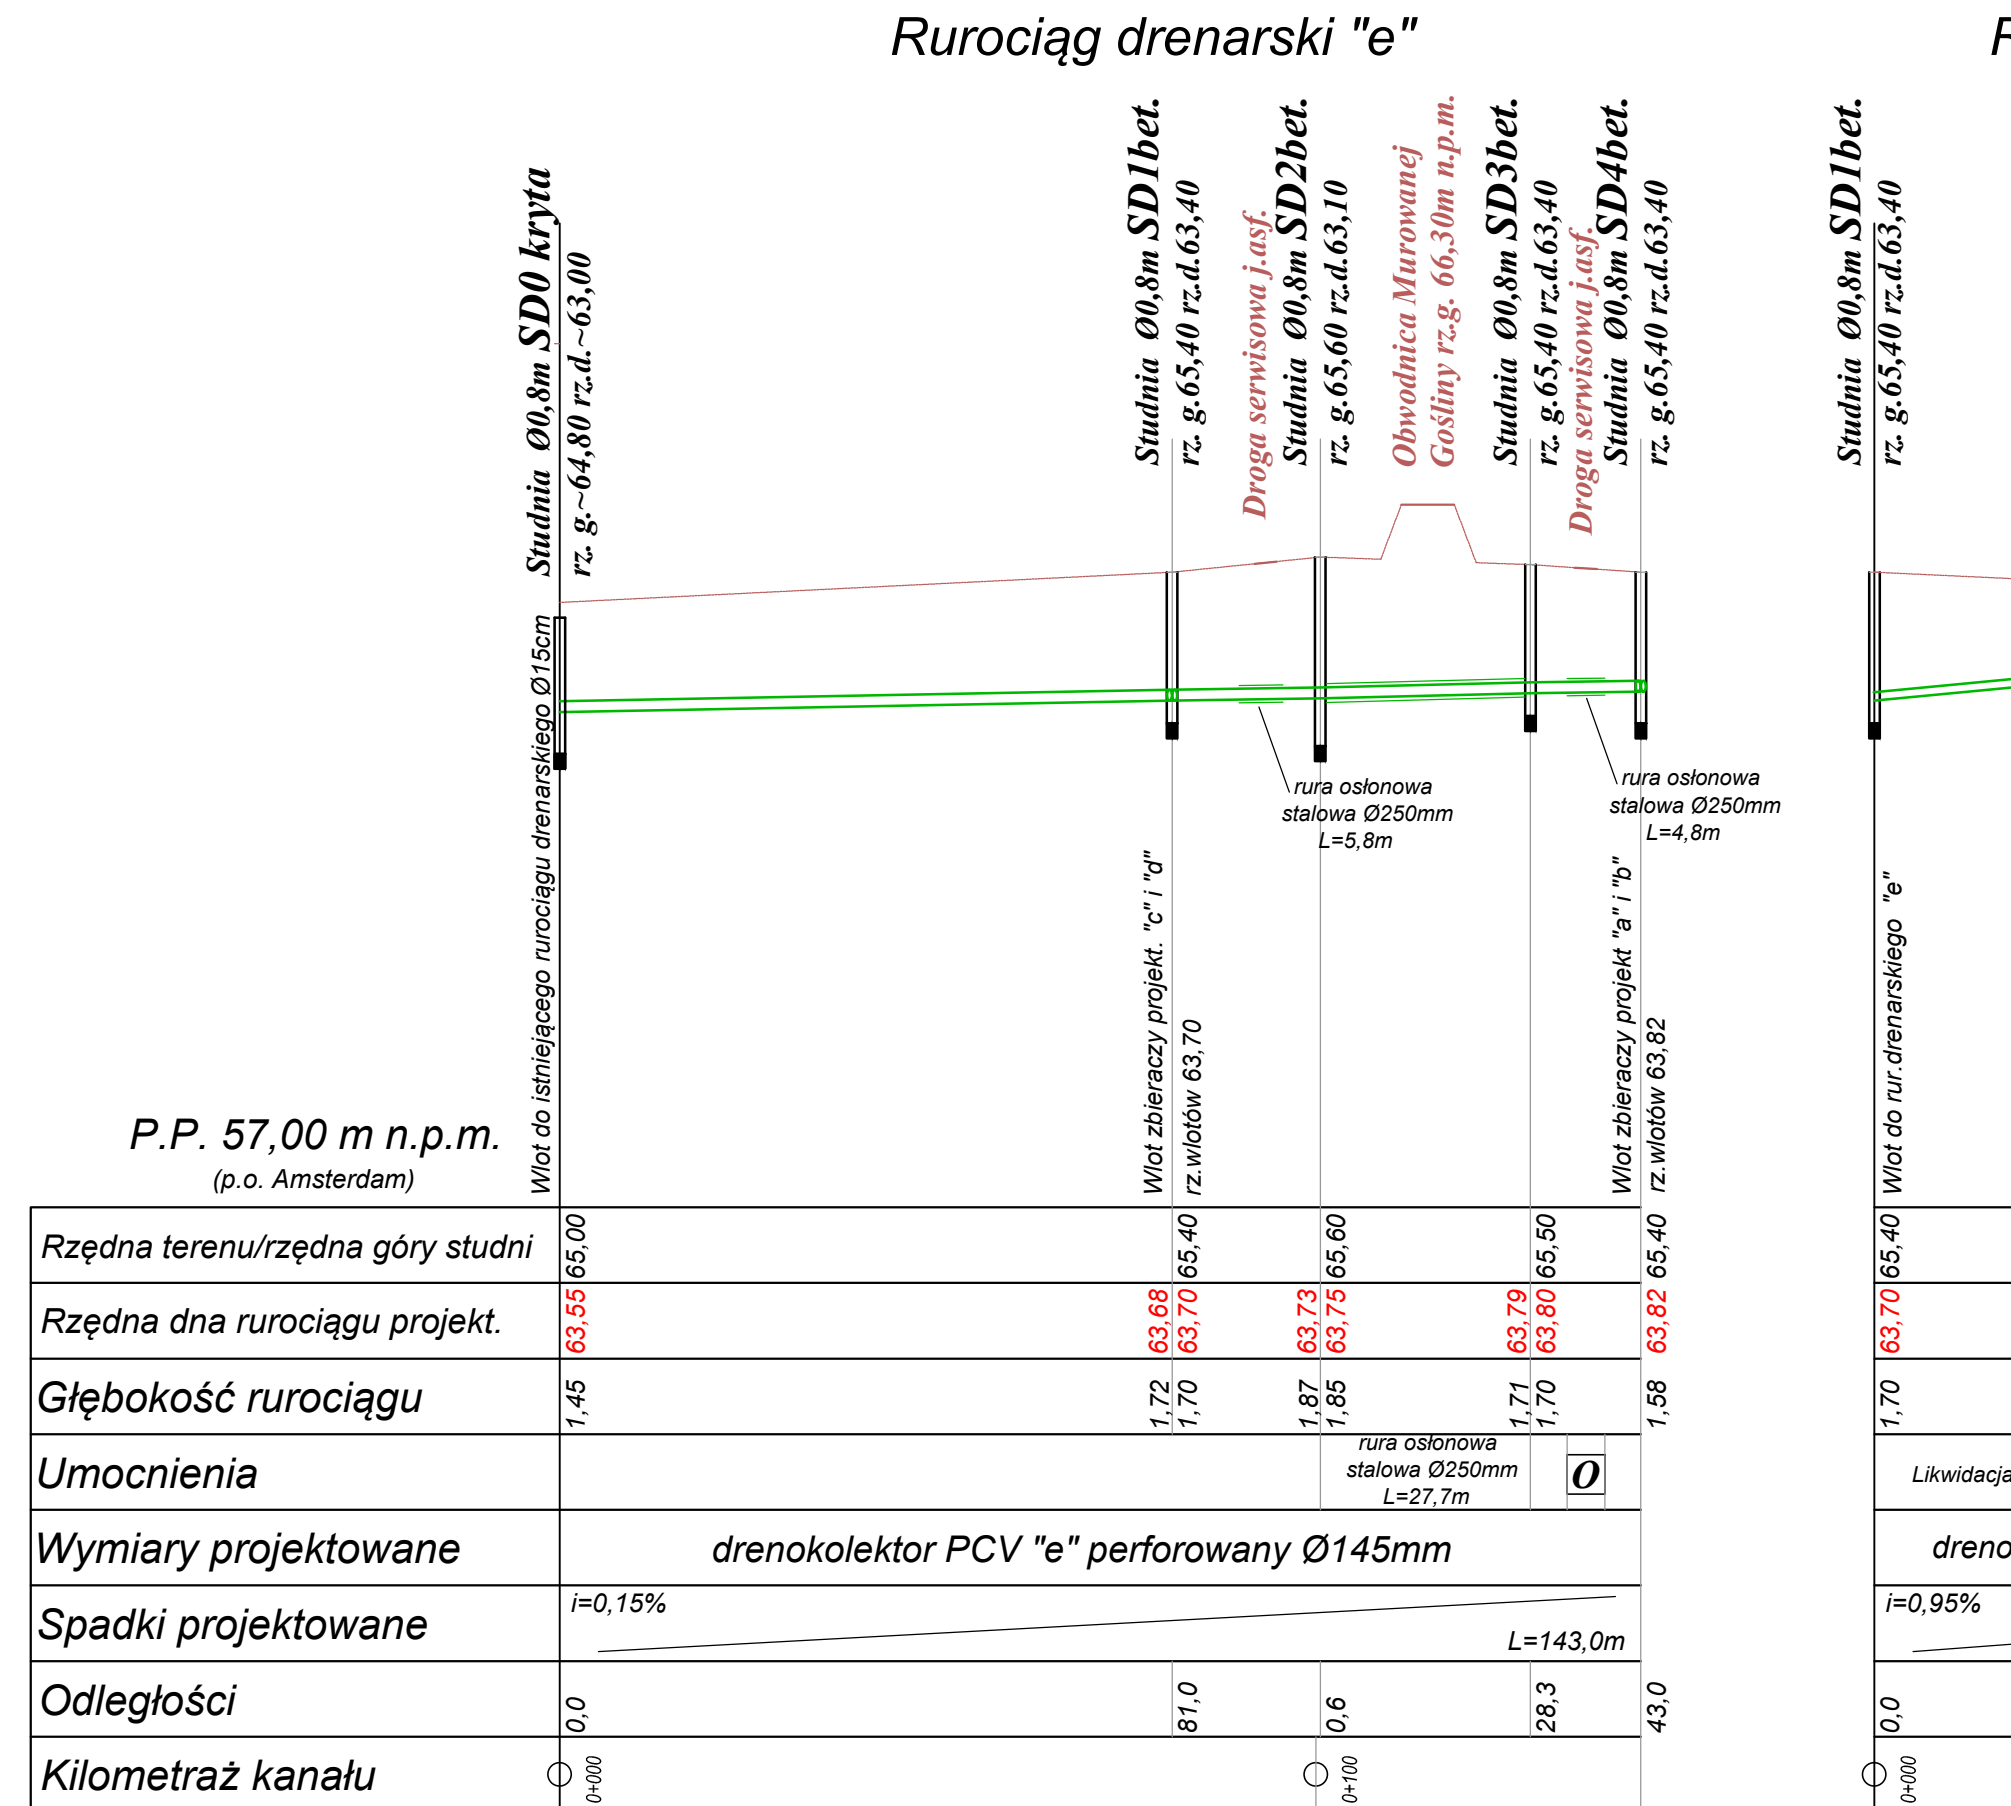 Rurociąg drenarski "e"
Studnia Ø0,8m SD0 kryta
rz. g.~64,80 rz.d.~63,00
Studnia Ø0,8m SD1bet.
rz. g.65,40 rz.d.63,40
Droga serwisowa j.asf.
Studnia Ø0,8m SD2bet.
rz. g.65,60 rz.d.63,10
Obwodnica Murowanej
Gośliny rz.g. 66,30m n.p.m.
Studnia Ø0,8m SD3bet.
rz. g.65,40 rz.d.63,40
Droga serwisowa j.asf.
Studnia Ø0,8m SD4bet.
rz. g.65,40 rz.d.63,40
Studnia Ø0,8m SD1bet.
rz. g.65,40 rz.d.63,40
Wlot do istniejącego rurociągu drenarskiego Ø15cm
rura osłonowa
stalowa Ø250mm
L=5,8m
rura osłonowa
stalowa Ø250mm
L=4,8m
Wlot zbieraczy projekt. "c" i "d"
rz.wlotów 63,70
Wlot zbieraczy projekt "a" i "b"
rz.wlotów 63,82
Wlot do rur.drenarskiego "e"
P.P. 57,00 m n.p.m.
(p.o. Amsterdam)
Rzędna terenu/rzędna góry studni 65,00 65,40 65,60 65,50 65,40 65,40
Rzędna dna rurociągu projekt. 63,55 63,68 63,70 63,73 63,75 63,79 63,80 63,82 63,70
Głębokość rurociągu 1,45 1,72 1,70 1,87 1,85 1,71 1,70 1,58 1,70
Umocnienia
rura osłonowa
stalowa Ø250mm
L=27,7m
O
Likwidacja
Wymiary projektowane drenokolektor PCV "e" perforowany Ø145mm
Spadki projektowane i=0,15% L=143,0m i=0,95%
Odległości 0,0 81,0 0,6 28,3 43,0 0,0
Kilometraż kanału 0+000 0+100 0+000